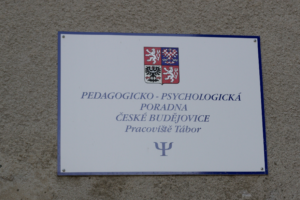 PEDAGOGICKO - PSYCHOLOGICKÁ
PORADNA
ČESKÉ BUDĚJOVICE
Pracoviště Tábor
Ψ